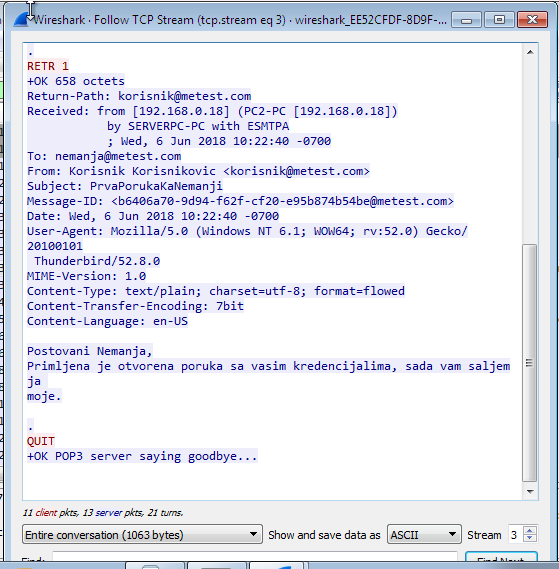 Wireshark · Follow TCP Stream (tcp.stream eq 3) · wireshark_EE52CFDF-8D9F-...
.
RETR 1
+OK 658 octets
Return-Path: korisnik@metest.com
Received: from [192.168.0.18] (PC2-PC [192.168.0.18])
by SERVERPC-PC with ESMTPA
; Wed, 6 Jun 2018 10:22:40 -0700
To: nemanja@metest.com
From: Korisnik Korisnikovic <korisnik@metest.com>
Subject: PrvaPorukaKaNemanji
Message-ID: <b6406a70-9d94-f62f-cf20-e95b874b54be@metest.com>
Date: Wed, 6 Jun 2018 10:22:40 -0700
User-Agent: Mozilla/5.0 (Windows NT 6.1; WOW64; rv:52.0) Gecko/
20100101
Thunderbird/52.8.0
MIME-Version: 1.0
Content-Type: text/plain; charset=utf-8; format=flowed
Content-Transfer-Encoding: 7bit
Content-Language: en-US
Postovani Nemanja,
Primljena je otvorena poruka sa vasim kredencijalima, sada vam saljem
ja
moje.
.
QUIT
+OK POP3 server saying goodbye...
11 client pkts, 13 server pkts, 21 turns.
Entire conversation (1063 bytes) Show and save data as ASCII Stream 3
Find: Find Next